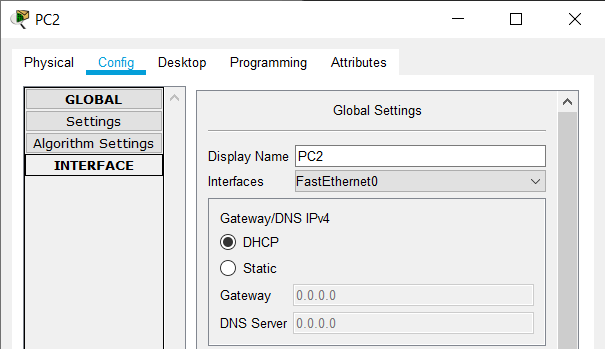 PC2
Physical Config Desktop Programming Attributes
GLOBAL
Settings
Algorithm Settings
INTERFACE
Global Settings
Display Name PC2
Interfaces FastEthernet0
Gateway/DNS IPv4
DHCP
Static
Gateway 0.0.0.0
DNS Server 0.0.0.0